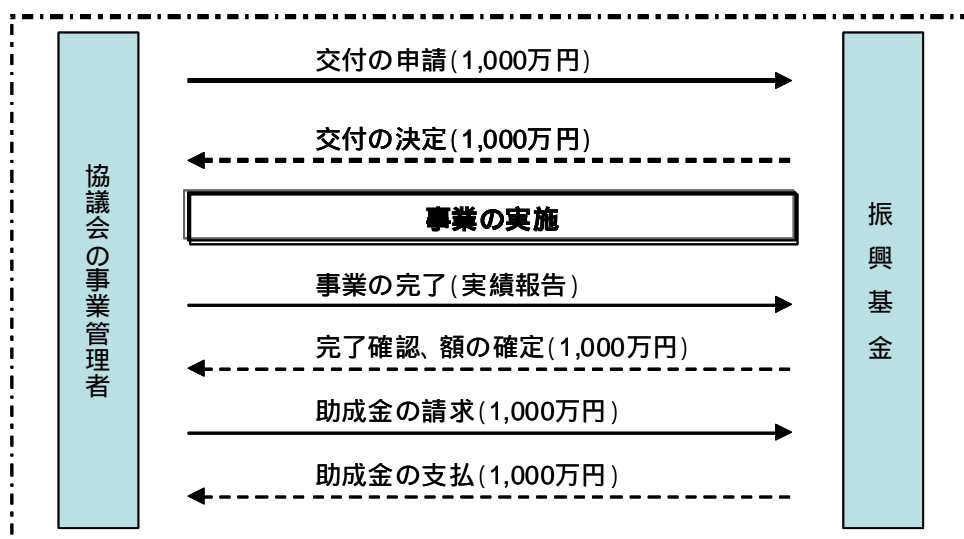 協議会の事業管理者
交付の申請(1,000万円)
交付の決定(1,000万円)
事業の実施
事業の完了(実績報告)
完了確認、額の確定(1,000万円)
助成金の請求(1,000万円)
助成金の支払(1,000万円)
振興基金